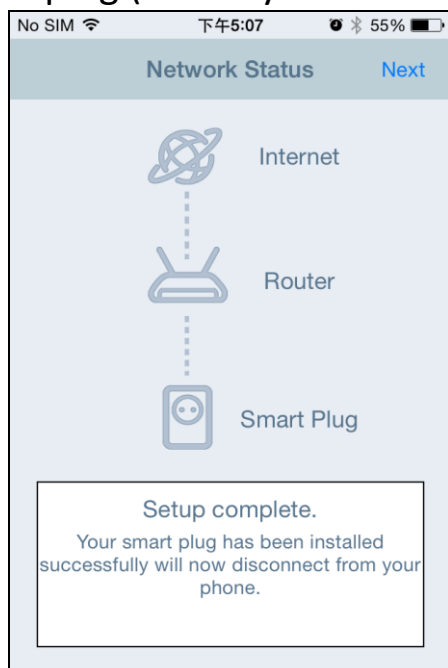 No SIM 下午5:07 55%
Network Status Next
Internet
Router
Smart Plug
Setup complete.
Your smart plug has been installed
successfully will now disconnect from your
phone.